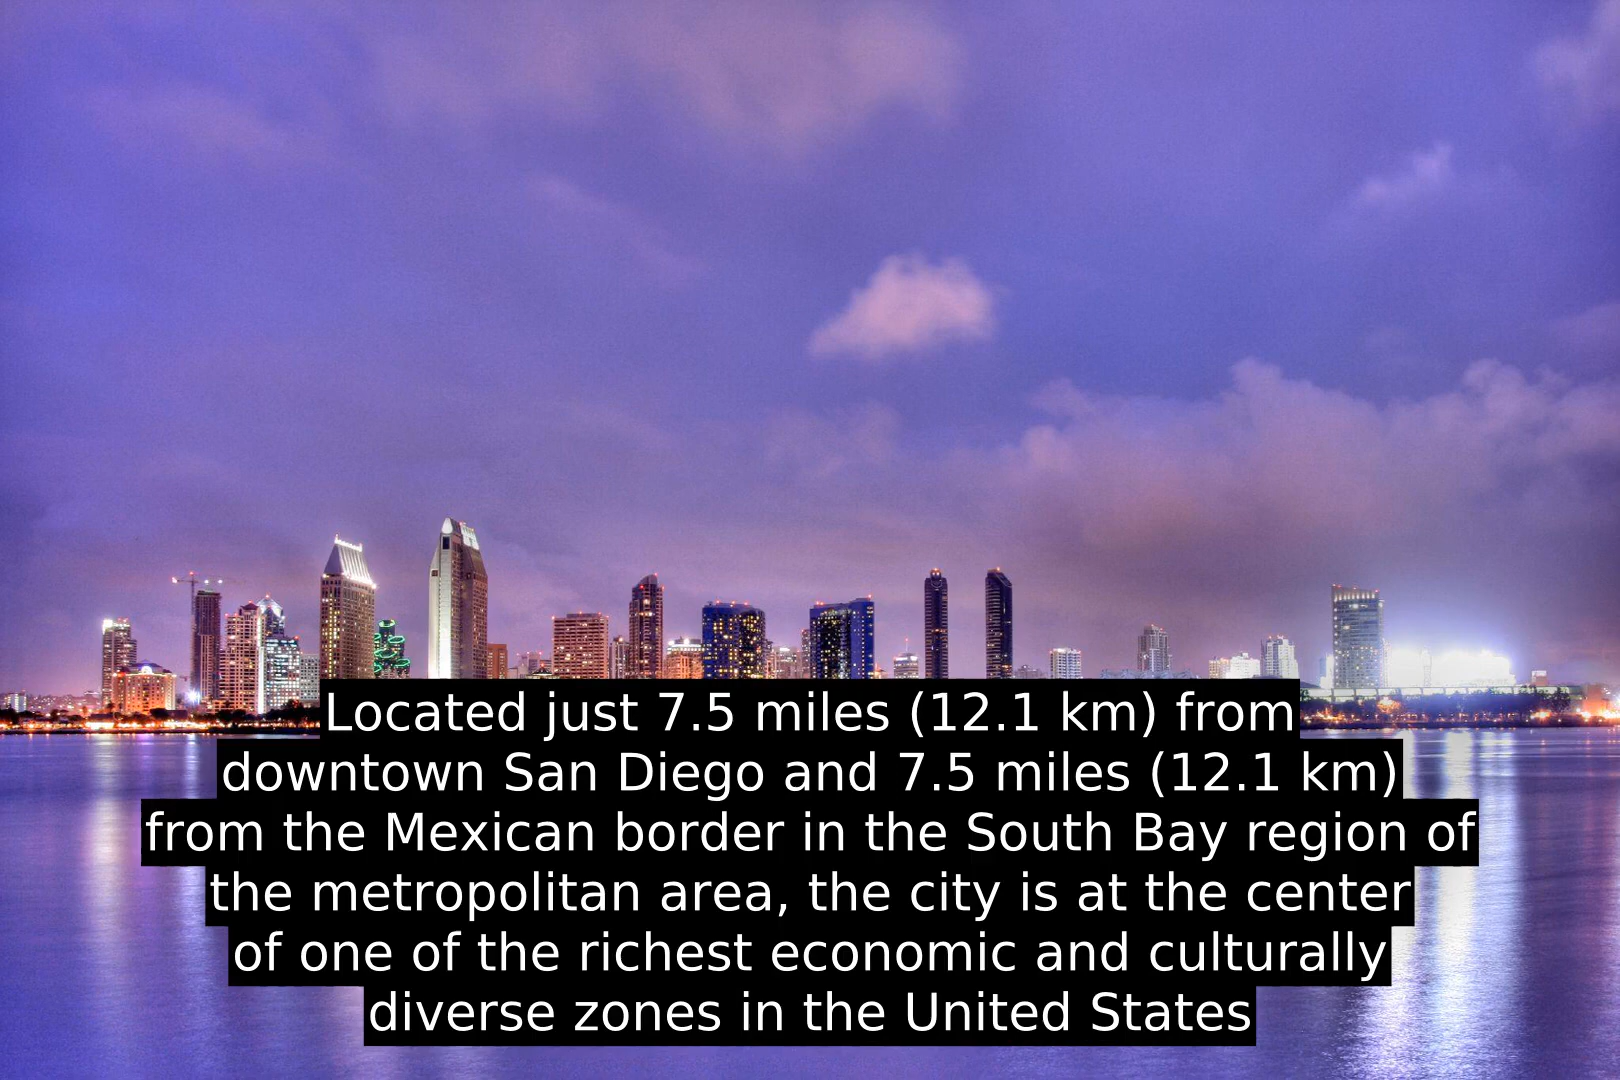 Located just 7.5 miles (12.1 km) from
downtown San Diego and 7.5 miles (12.1 km)
from the Mexican border in the South Bay region of
the metropolitan area, the city is at the center
of one of the richest economic and culturally
diverse zones in the United States